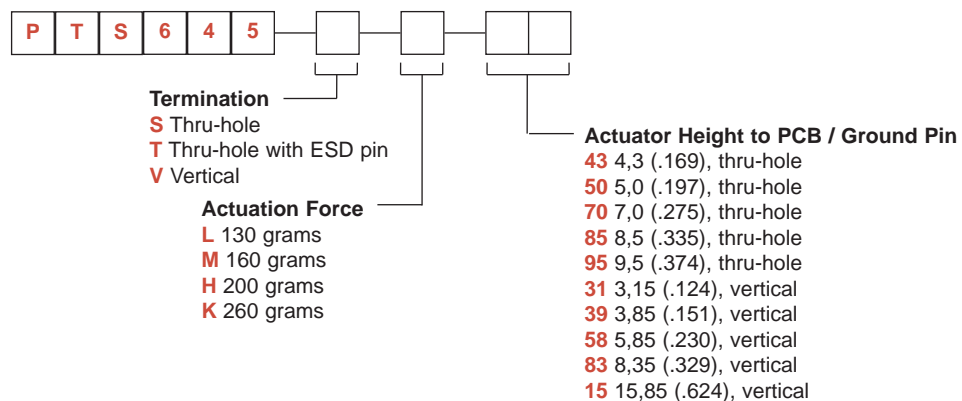 P T S 6 4 5
Termination
S Thru-hole
T Thru-hole with ESD pin
V Vertical
Actuation Force
L 130 grams
M 160 grams
H 200 grams
K 260 grams
Actuator Height to PCB / Ground Pin
43 4,3 (.169), thru-hole
50 5,0 (.197), thru-hole
70 7,0 (.275), thru-hole
85 8,5 (.335), thru-hole
95 9,5 (.374), thru-hole
31 3,15 (.124), vertical
39 3,85 (.151), vertical
58 5,85 (.230), vertical
83 8,35 (.329), vertical
15 15,85 (.624), vertical